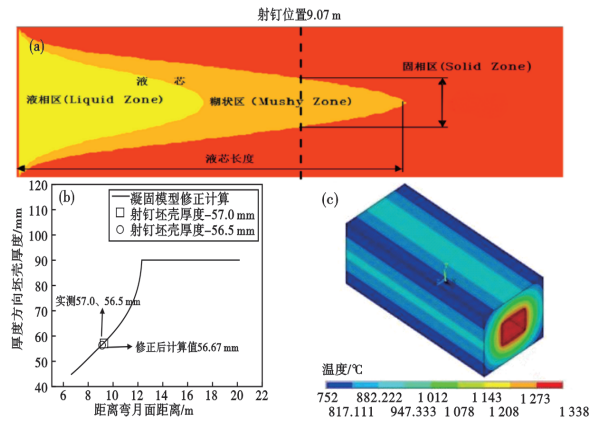 射钉位置9.07 m
(a)
固相区(Solid Zone)
液 芯
液相区(Liquid Zone)
糊状区 (Mushy Zone)
液芯长度
(b)
120
110
100
90
80
70
60
50
40
厚度方向坯壳厚度/mm
凝固模型修正计算
射钉坯壳厚度-57.0 mm
射钉坯壳厚度-56.5 mm
实测57.0、56.5 mm
修正后计算值56.67 mm
6 8 10 12 14 16 18 20 22
距离弯月面距离/m
(c)
温度/℃
752 882.222 1 012 1 143 1 273
817.111 947.333 1 078 1 208 1 338